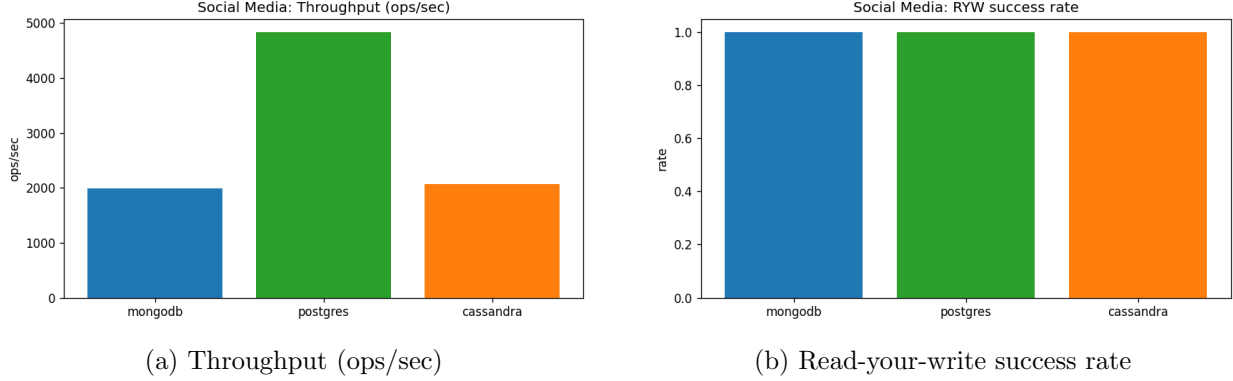 Social Media: Throughput (ops/sec)
5000
4000
3000
2000
1000
0
ops/sec
mongodb
postgres
cassandra
(a) Throughput (ops/sec)
Social Media: RYW success rate
1.0
0.8
0.6
0.4
0.2
0.0
rate
mongodb
postgres
cassandra
(b) Read-your-write success rate